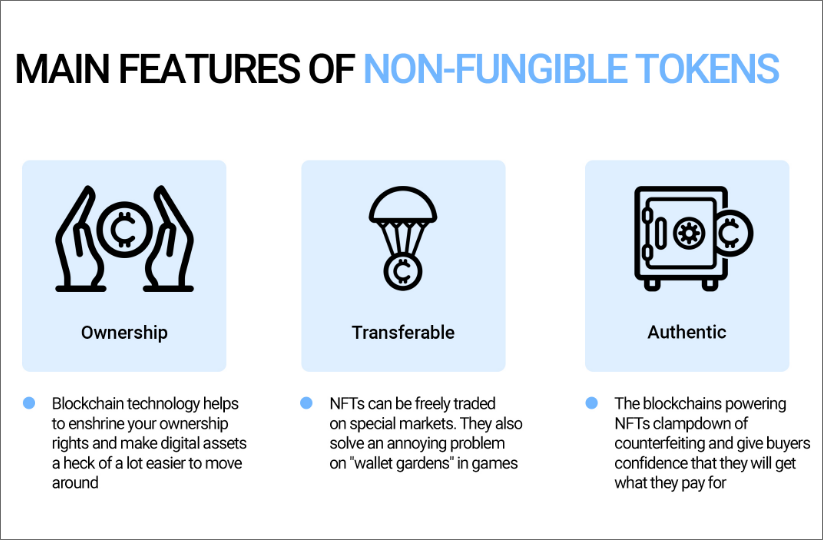 MAIN FEATURES OF NON-FUNGIBLE TOKENS
Ownership
Blockchain technology helps
to enshrine your ownership
rights and make digital assets
a heck of a lot easier to move
around
Transferable
NFTs can be freely traded
on special markets. They also
solve an annoying problem
on "wallet gardens" in games
Authentic
The blockchains powering
NFTs clampdown of
counterfeiting and give buyers
confidence that they will get
what they pay for